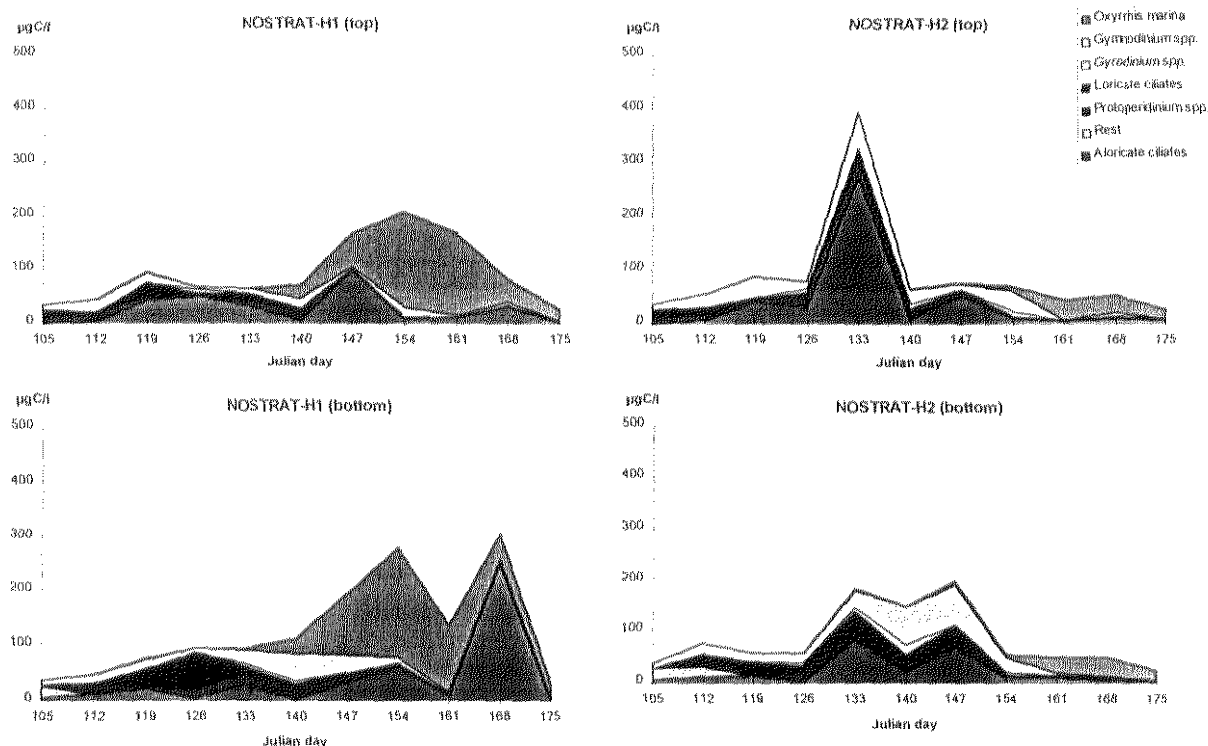 µgC/l
NOSTRAT-H1 (top)
500
400
300
200
100
0
105 112 119 126 133 140 147 154 161 168 175
Julian day
µgC/l
NOSTRAT-H2 (top)
500
400
300
200
100
0
105 112 119 126 133 140 147 154 161 168 175
Julian day
Oxyrrhis marina
Gymnodinium spp.
Gyrodinium spp.
Loricate ciliates
Protoperidinium spp.
Rest
Aloricate ciliates
µgC/l
NOSTRAT-H1 (bottom)
500
400
300
200
100
0
105 112 119 126 133 140 147 154 161 168 175
Julian day
µgC/l
NOSTRAT-H2 (bottom)
500
400
300
200
100
0
105 112 119 126 133 140 147 154 161 168 175
Julian day